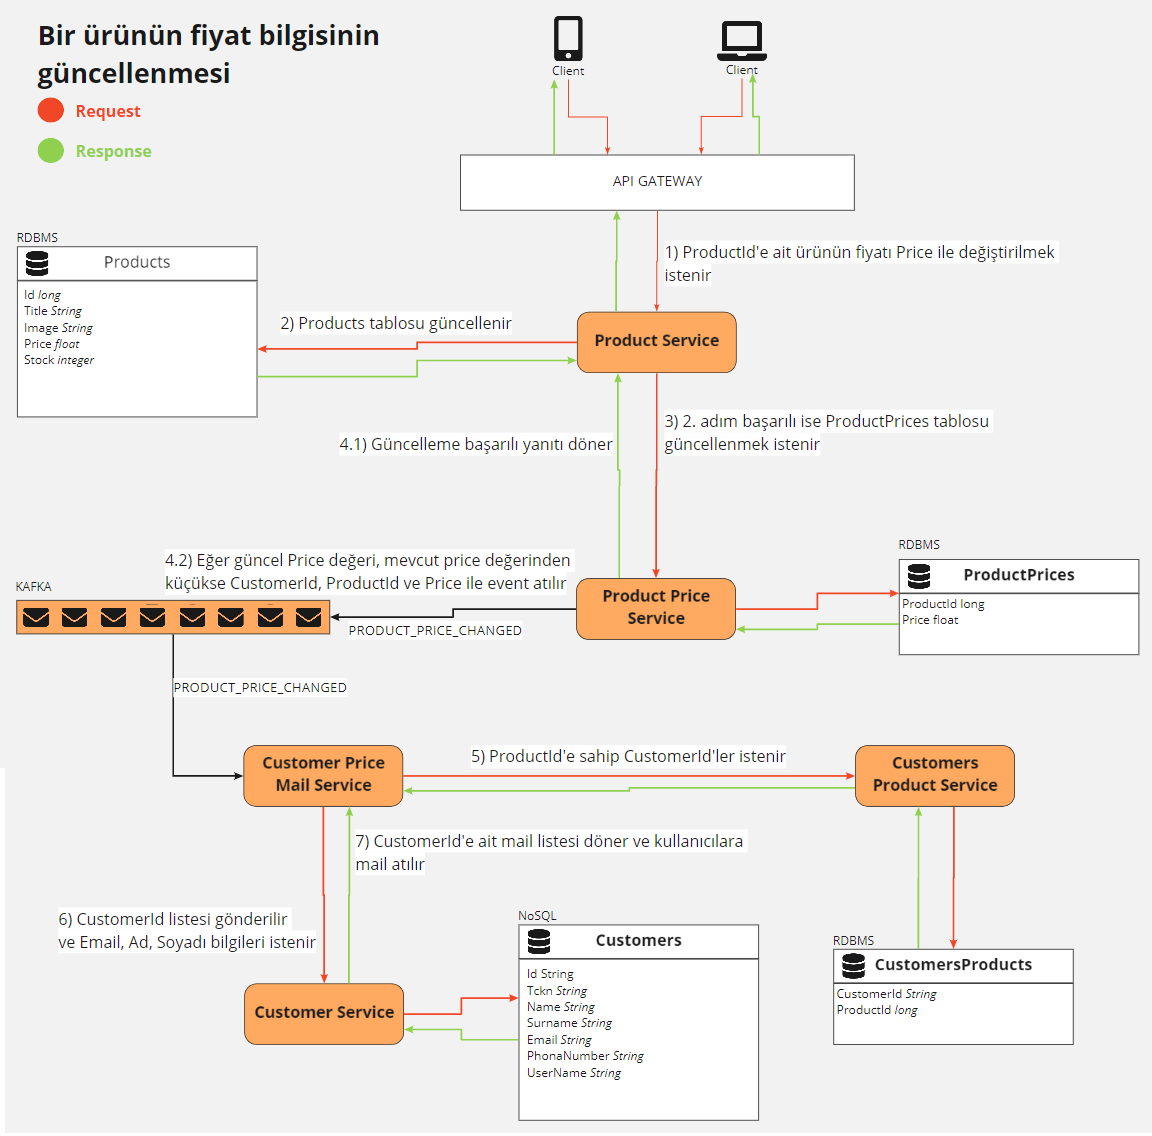 Bir ürünün fiyat bilgisinin
güncellenmesi
Request
Response
Client
Client
API GATEWAY
1) ProductId'e ait ürünün fiyatı Price ile değiştirilmek
istenir
RDBMS
Products
Id long
Title String
Image String
Price float
Stock integer
2) Products tablosu güncellenir
Product Service
3) 2. adım başarılı ise ProductPrices tablosu
güncellenmek istenir
4.1) Güncelleme başarılı yanıtı döner
4.2) Eğer güncel Price değeri, mevcut price değerinden
küçükse CustomerId, ProductId ve Price ile event atılır
KAFKA
PRODUCT_PRICE_CHANGED
Product Price
Service
RDBMS
ProductPrices
ProductId long
Price float
PRODUCT_PRICE_CHANGED
Customer Price
Mail Service
5) ProductId'e sahip CustomerId'ler istenir
Customers
Product Service
7) CustomerId'e ait mail listesi döner ve kullanıcılara
mail atılır
6) CustomerId listesi gönderilir
ve Email, Ad, Soyadı bilgileri istenir
Customer Service
NoSQL
Customers
Id String
Tckn String
Name String
Surname String
Email String
PhonaNumber String
UserName String
RDBMS
CustomersProducts
CustomerId String
ProductId long